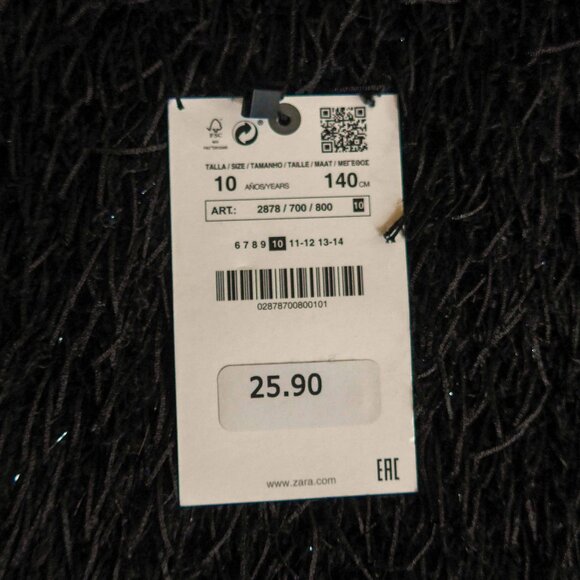 FSC
®
TALLA / SIZE / TAMANHO / TAILLE / MAAT / ΜΕΓΕΘΟΣ
10 AÑOS/YEARS 140 CM
ART.: 2878 / 700 / 800 10
6 7 8 9 10 11-12 13-14
02878700800101
25.90
EAC
www.zara.com